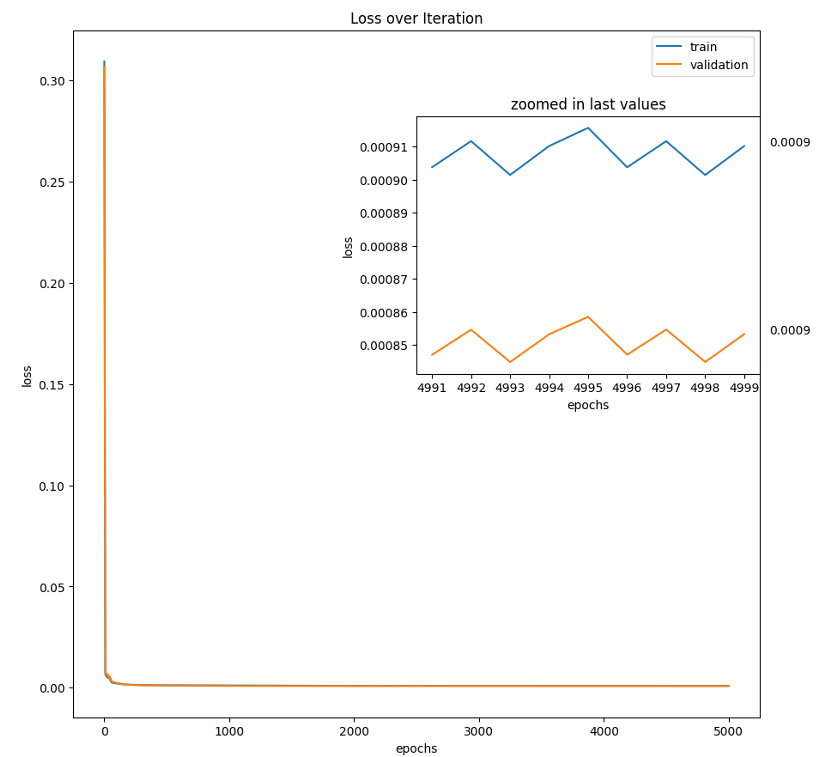 Loss over Iteration
train
validation
zoomed in last values
0.30
0.25
0.20
0.15
0.10
0.05
0.00
loss
0.00091
0.00090
0.00089
0.00088
0.00087
0.00086
0.00085
loss
0.0009
0.0009
4991 4992 4993 4994 4995 4996 4997 4998 4999
epochs
0 1000 2000 3000 4000 5000
epochs